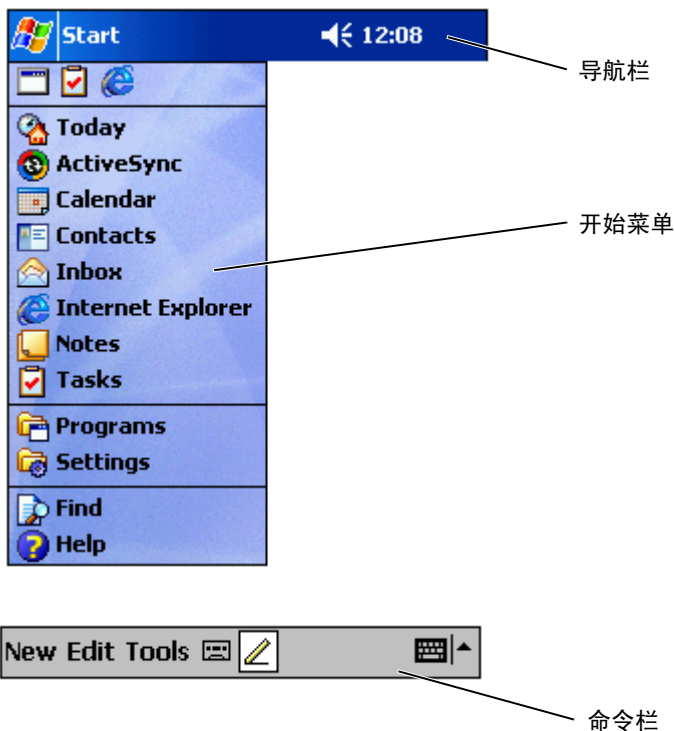 Start 12:08
导航栏
Today
ActiveSync
Calendar
Contacts
开始菜单
Inbox
Internet Explorer
Notes
Tasks
Programs
Settings
Find
Help
New Edit Tools
命令栏